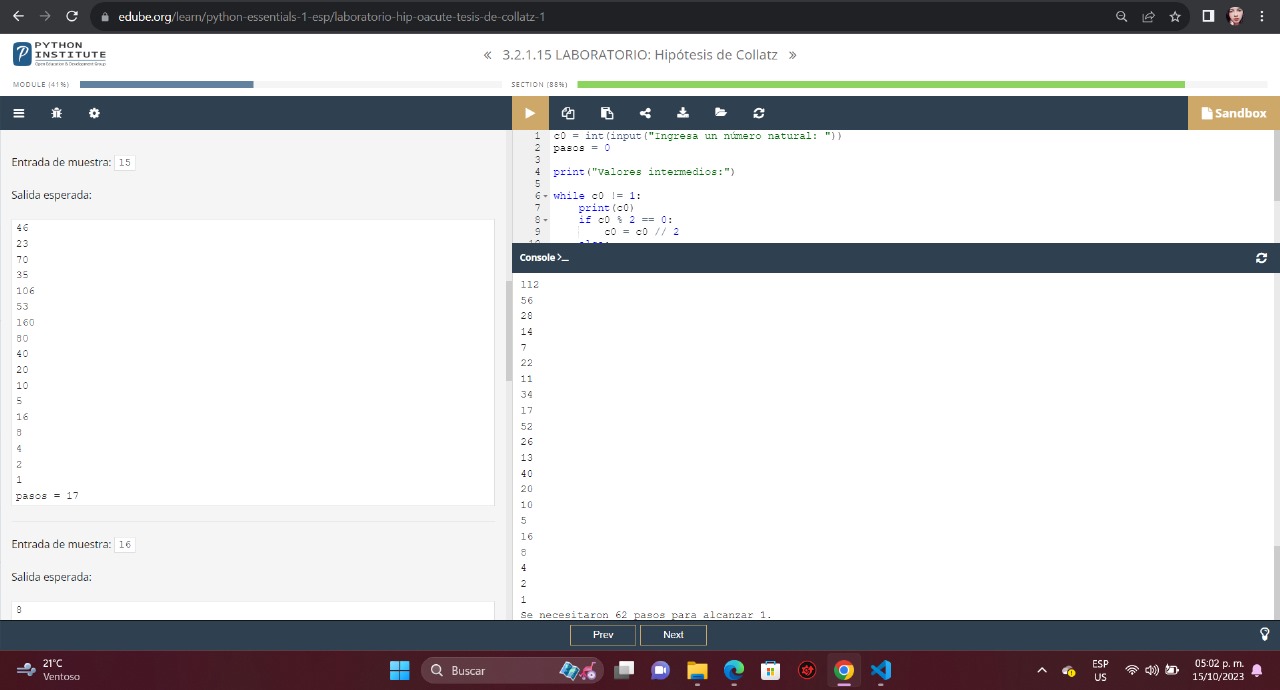 edube.org/learn/python-essentials-1-esp/laboratorio-hip-oacute-tesis-de-collatz-1
PYTHON
INSTITUTE
Open Education & Development Group
« 3.2.1.15 LABORATORIO: Hipótesis de Collatz »
MODULE (41%)
SECTION (88%)
Sandbox
Entrada de muestra: 15
Salida esperada:
46
23
70
35
106
53
160
80
40
20
10
5
16
8
4
2
1
pasos = 17
Entrada de muestra: 16
Salida esperada:
8
1 c0 = int(input("Ingresa un número natural: "))
2 pasos = 0
3
4 print("Valores intermedios:")
5
6 while c0 != 1:
7 print(c0)
8 if c0 % 2 == 0:
9 c0 = c0 // 2
10 else:
Console >_
112
56
28
14
7
22
11
34
17
52
26
13
40
20
10
5
16
8
4
2
1
Se necesitaron 62 pasos para alcanzar 1.
Prev
Next
21°C
Ventoso
Buscar
ESP
US
05:02 p. m.
15/10/2023